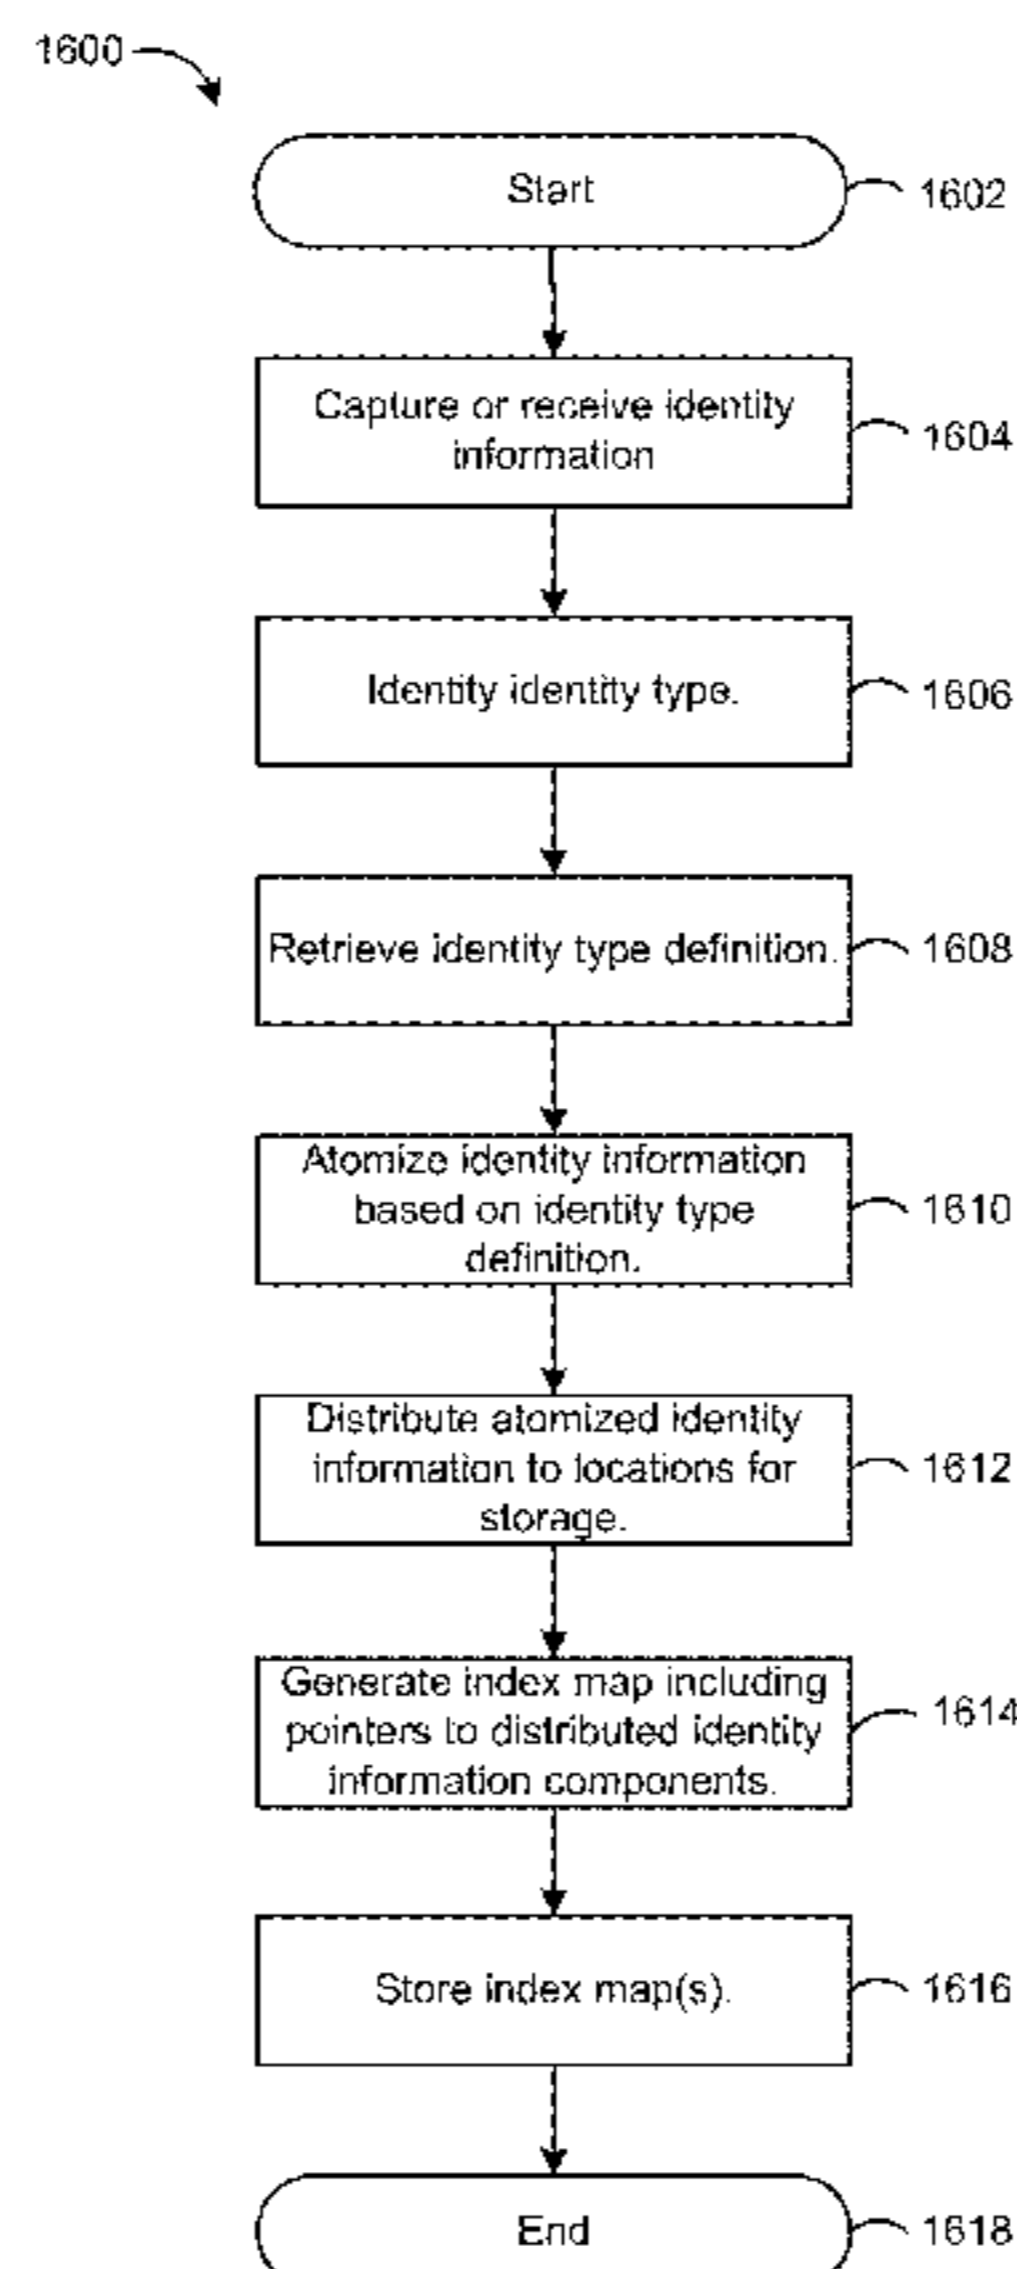 1600
Start
1602
Capture or receive identity
information
1604
Identity identity type.
1606
Retrieve identity type definition.
1608
Atomize identity information
based on identity type
definition.
1610
Distribute atomized identity
information to locations for
storage.
1612
Generate index map including
pointers to distributed identity
information components.
1614
Store index map(s).
1616
End
1618